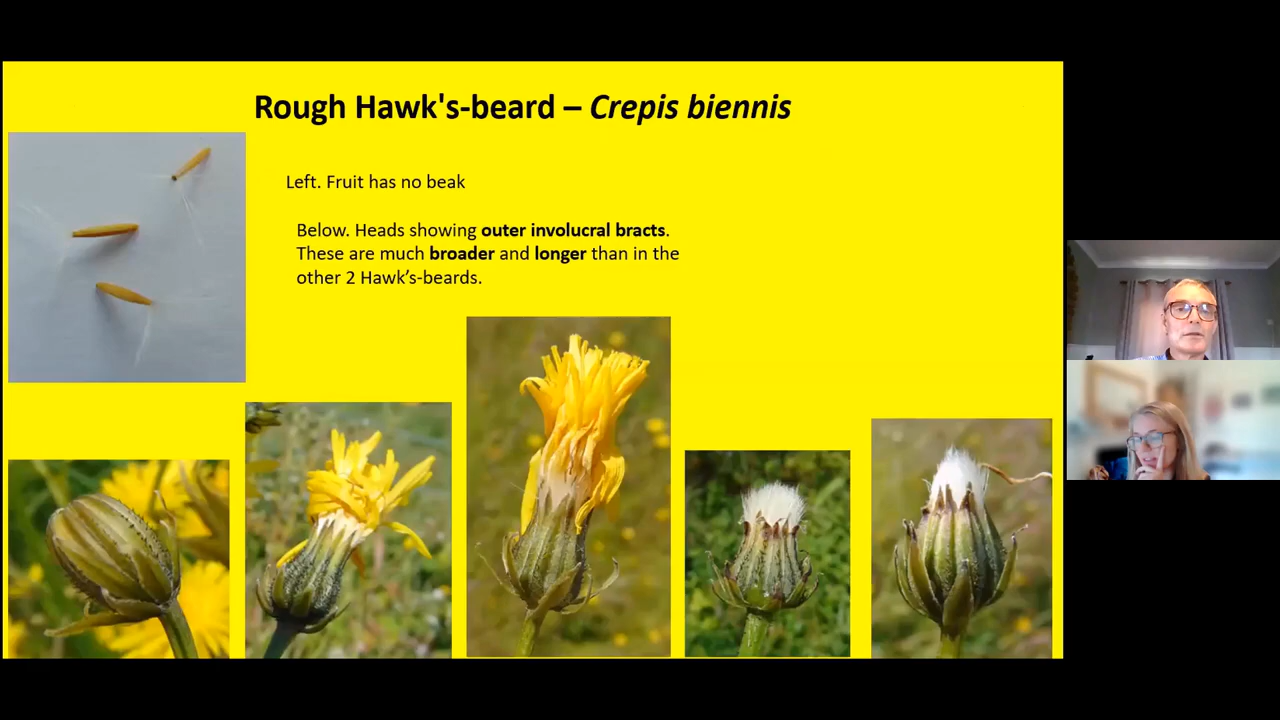 Rough Hawk's-beard – Crepis biennis
Left. Fruit has no beak
Below. Heads showing outer involucral bracts.
These are much broader and longer than in the
other 2 Hawk’s-beards.